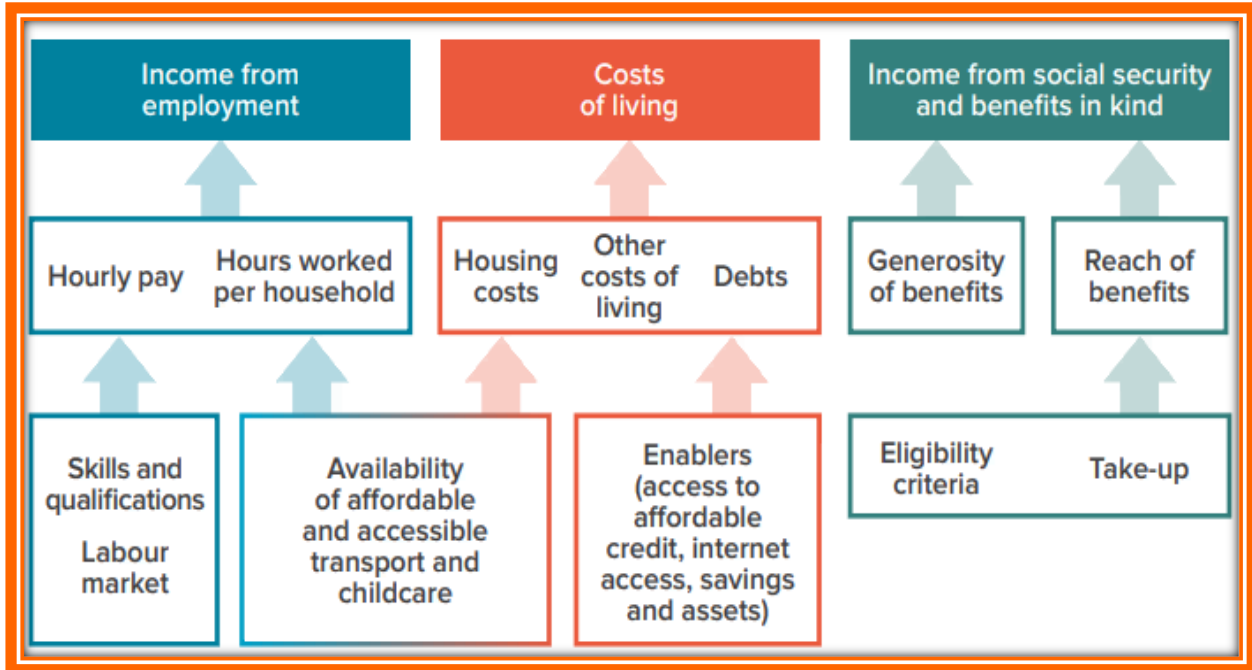 Income from
employment
Costs
of living
Income from social security
and benefits in kind
Hourly pay
Hours worked
per household
Housing
costs
Other
costs of
living
Debts
Generosity
of benefits
Reach of
benefits
Skills and
qualifications
Labour
market
Availability
of affordable
and accessible
transport and
childcare
Enablers
(access to
affordable
credit, internet
access, savings
and assets)
Eligibility
criteria
Take-up